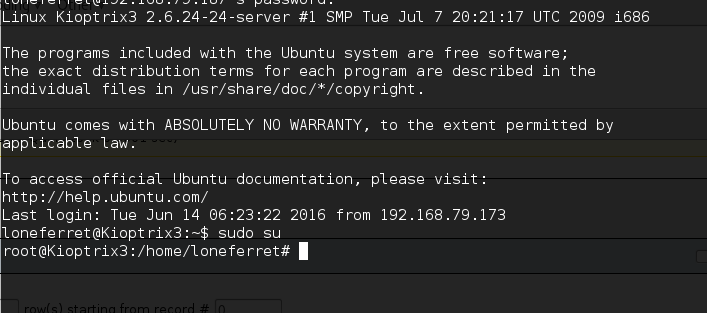 loneferret@192.168.79.187's password:
Linux Kioptrix3 2.6.24-24-server #1 SMP Tue Jul 7 20:21:17 UTC 2009 i686
The programs included with the Ubuntu system are free software;
the exact distribution terms for each program are described in the
individual files in /usr/share/doc/*/copyright.
Ubuntu comes with ABSOLUTELY NO WARRANTY, to the extent permitted by
applicable law.
To access official Ubuntu documentation, please visit:
http://help.ubuntu.com/
Last login: Tue Jun 14 06:23:22 2016 from 192.168.79.173
loneferret@Kioptrix3:~$ sudo su
root@Kioptrix3:/home/loneferret#
row(s) starting from record # 0